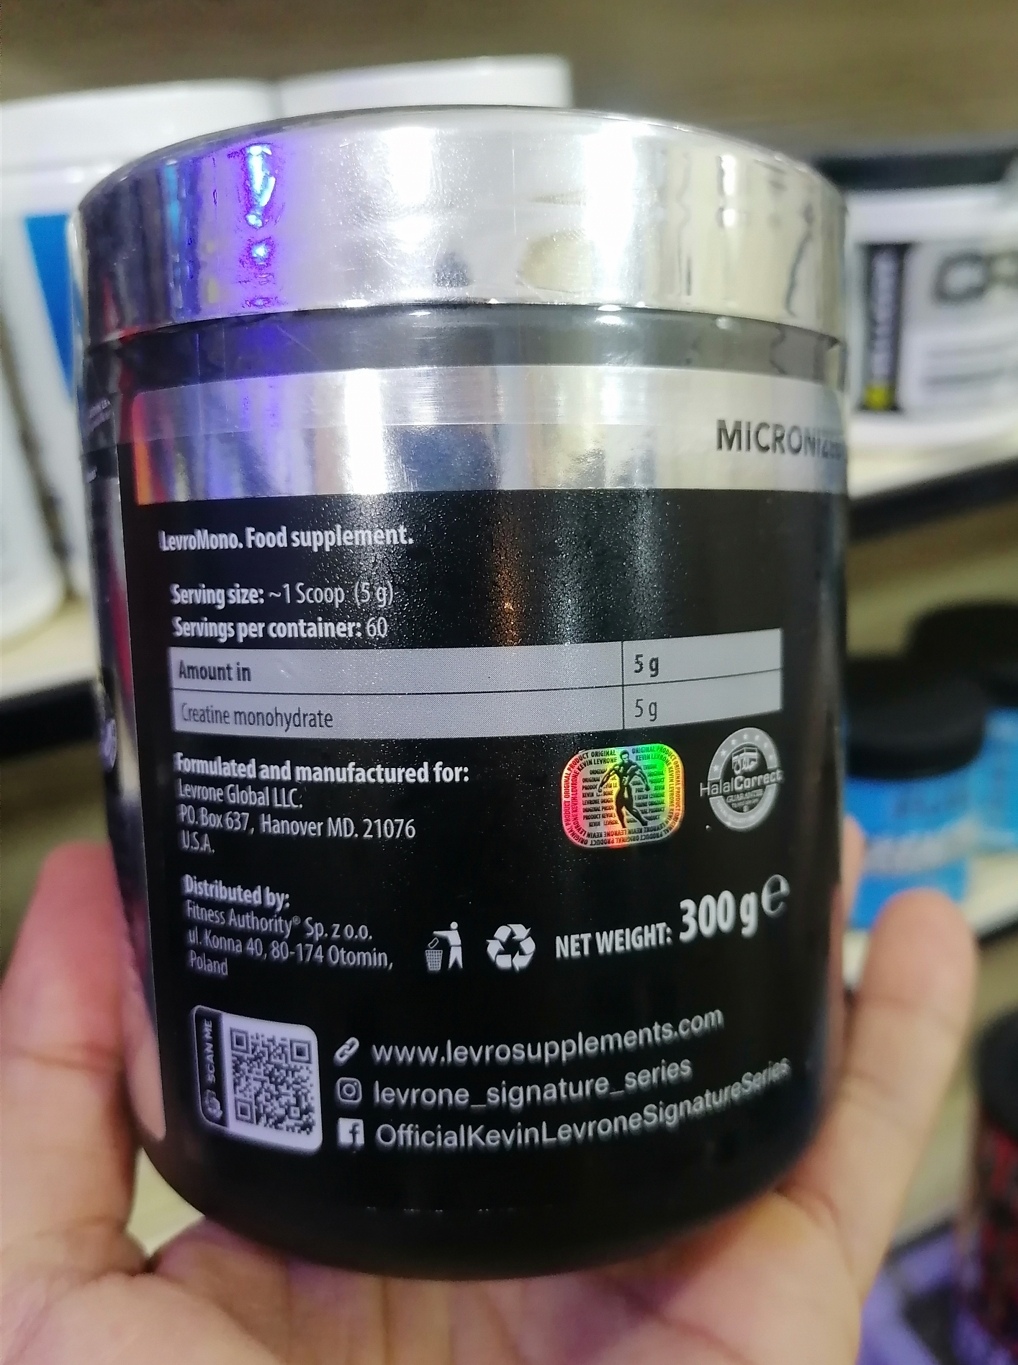 MICRONIZED
LevroMono. Food supplement.
Serving size: ~1 Scoop (5 g)
Servings per container: 60
Amount in 5 g
Creatine monohydrate 5 g
Formulated and manufactured for:
Levrone Global LLC.
PO. Box 637, Hanover MD. 21076
U.S.A.
HalalCorrect
Distributed by:
Fitness Authority® Sp. z o.o.
ul. Konna 40, 80-174 Otomin,
Poland
NET WEIGHT: 300 g ℮
SCAN ME
www.levrosupplements.com
levrone_signature_series
OfficialKevinLevroneSignatureSeries